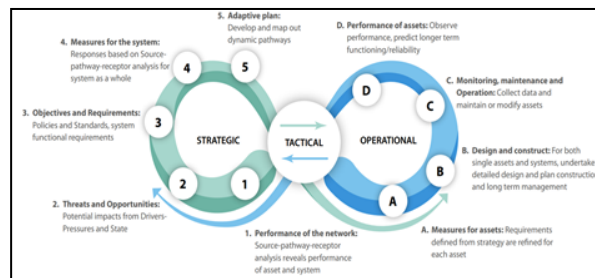 5. Adaptive plan:
Develop and map out
dynamic pathways
4. Measures for the system:
Responses based on Source-
pathway-receptor analysis for
system as a whole
3. Objectives and Requirements:
Policies and Standards, system
functional requirements
2. Threats and Opportunities:
Potential impacts from Drivers-
Pressures and State
1. Performance of the network:
Source-pathway-receptor
analysis reveals performance
of asset and system
5
4
3
2
1
STRATEGIC
TACTICAL
OPERATIONAL
D
C
B
A
D. Performance of assets: Observe
performance, predict longer term
functioning/reliability
C. Monitoring, maintenance and
Operation: Collect data and
maintain or modify assets
B. Design and construct: For both
single assets and systems, undertake
detailed design and plan construction
and long term management
A. Measures for assets: Requirements
defined from strategy are refined for
each asset